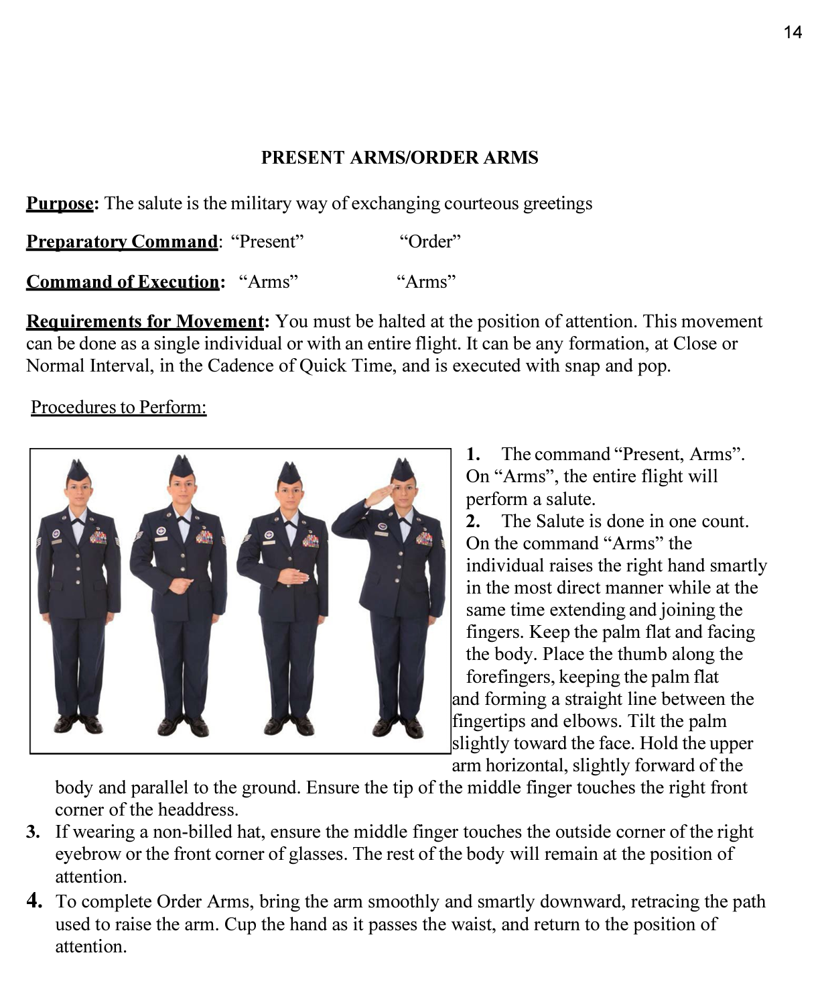 14
PRESENT ARMS/ORDER ARMS
Purpose: The salute is the military way of exchanging courteous greetings
Preparatory Command: “Present” “Order”
Command of Execution: “Arms” “Arms”
Requirements for Movement: You must be halted at the position of attention. This movement
can be done as a single individual or with an entire flight. It can be any formation, at Close or
Normal Interval, in the Cadence of Quick Time, and is executed with snap and pop.
Procedures to Perform:
1. The command “Present, Arms”.
On “Arms”, the entire flight will
perform a salute.
2. The Salute is done in one count.
On the command “Arms” the
individual raises the right hand smartly
in the most direct manner while at the
same time extending and joining the
fingers. Keep the palm flat and facing
the body. Place the thumb along the
forefingers, keeping the palm flat
and forming a straight line between the
fingertips and elbows. Tilt the palm
slightly toward the face. Hold the upper
arm horizontal, slightly forward of the
body and parallel to the ground. Ensure the tip of the middle finger touches the right front
corner of the headdress.
3. If wearing a non-billed hat, ensure the middle finger touches the outside corner of the right
eyebrow or the front corner of glasses. The rest of the body will remain at the position of
attention.
4. To complete Order Arms, bring the arm smoothly and smartly downward, retracing the path
used to raise the arm. Cup the hand as it passes the waist, and return to the position of
attention.